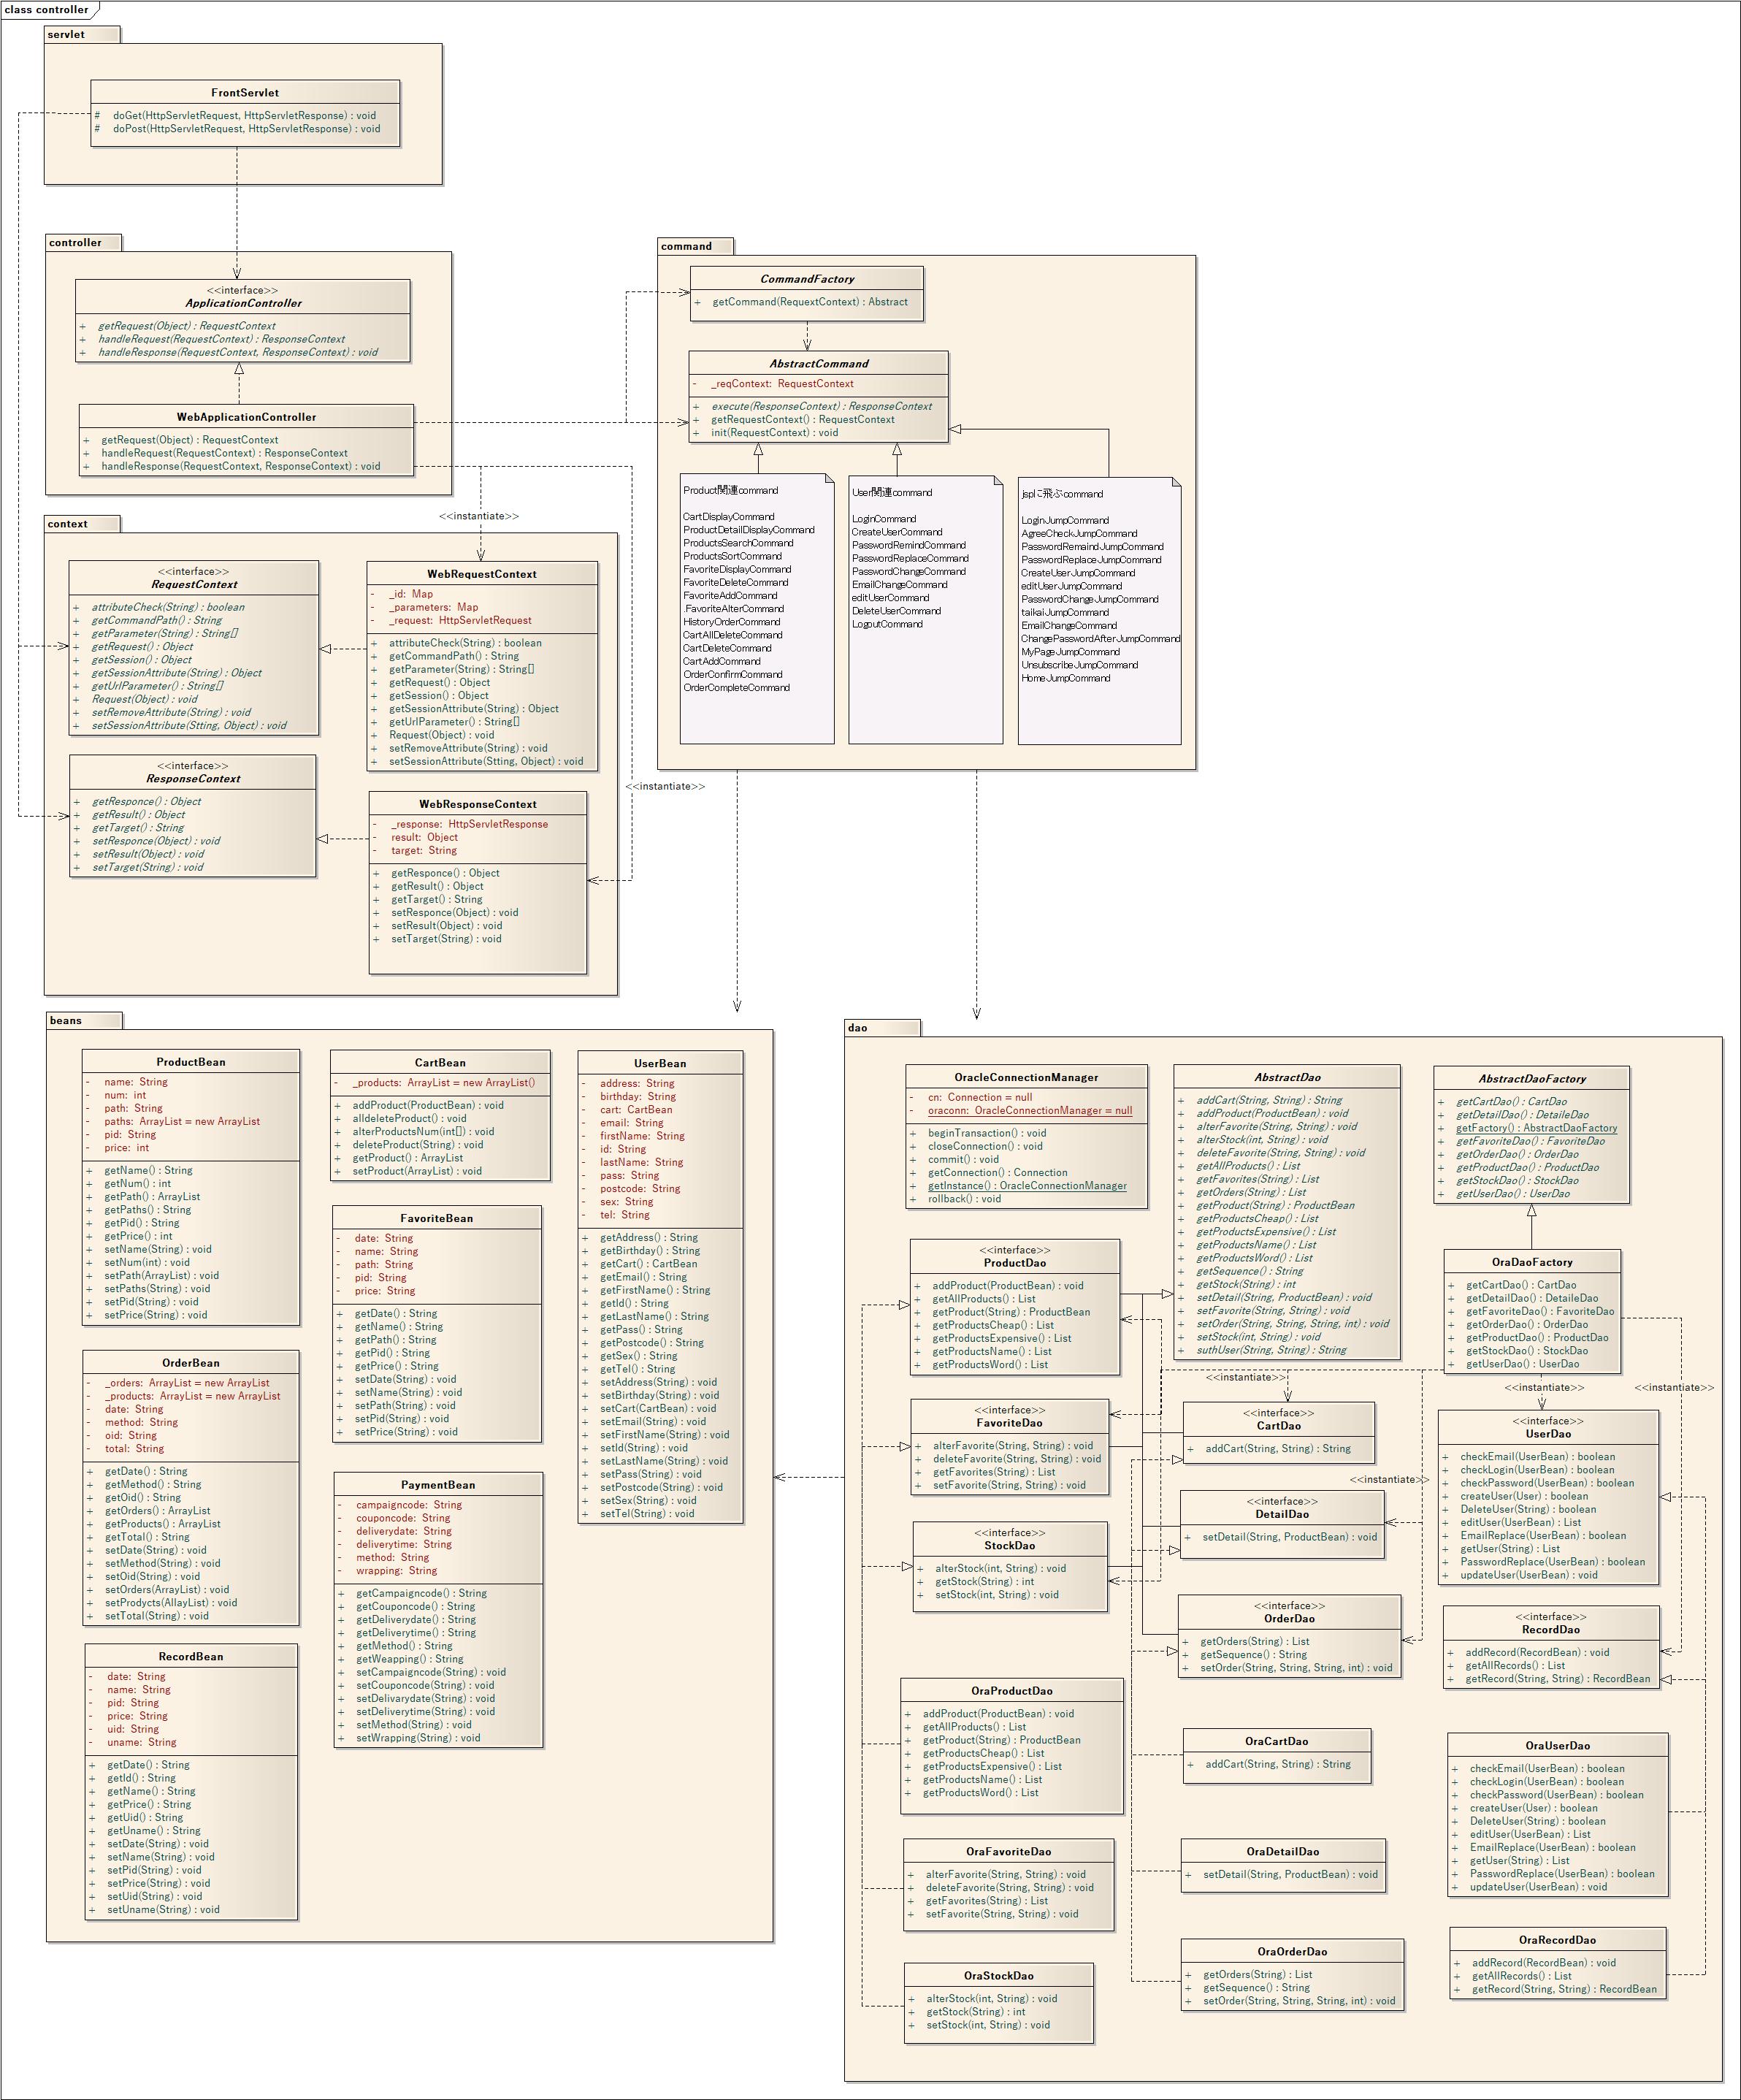 class controller
servlet
FrontServlet
# doGet(HttpServletRequest, HttpServletResponse) : void
# doPost(HttpServletRequest, HttpServletResponse) : void
controller
<<interface>>
ApplicationController
+ getRequest(Object) : RequestContext
+ handleRequest(RequestContext) : ResponseContext
+ handleResponse(RequestContext, ResponseContext) : void
WebApplicationController
+ getRequest(Object) : RequestContext
+ handleRequest(RequestContext) : ResponseContext
+ handleResponse(RequestContext, ResponseContext) : void
<<instantiate>>
<<instantiate>>
command
CommandFactory
+ getCommand(RequextContext) : Abstract
AbstractCommand
- _reqContext: RequestContext
+ execute(ResponseContext) : ResponseContext
+ getRequestContext() : RequestContext
+ init(RequestContext) : void
Product関連command
CartDisplayCommand
ProductDetailDisplayCommand
ProductsSearchCommand
ProductsSortCommand
FavoriteDisplayCommand
FavoriteDeleteCommand
FavoriteAddCommand
.FavoriteAlterCommand
HistoryOrderCommand
CartAllDeleteCommand
CartDeleteCommand
CartAddCommand
OrderConfirmCommand
OrderCompleteCommand
User関連command
LoginCommand
CreateUserCommand
PasswordRemindCommand
PasswordReplaceCommand
PasswordChangeCommand
EmailChangeCommand
editUserCommand
DeleteUserCommand
LogoutCommand
jspに飛ぶcommand
LoginJumpCommand
AgreeCheckJumpCommand
PasswordRemaindJumpCommand
PasswordReplaceJumpCommand
CreateUserJumpCommand
editUserJumpCommand
PasswordChangeJumpCommand
taikaiJumpCommand
EmailChangeCommand
ChangePasswordAfterJumpCommand
MyPageJumpCommand
UnsubscribeJumpCommand
HomeJumpCommand
context
<<interface>>
RequestContext
+ attributeCheck(String) : boolean
+ getCommandPath() : String
+ getParameter(String) : String[]
+ getRequest() : Object
+ getSession() : Object
+ getSessionAttribute(String) : Object
+ getUrlParameter() : String[]
+ Request(Object) : void
+ setRemoveAttribute(String) : void
+ setSessionAttribute(Stting, Object) : void
WebRequestContext
- _id: Map
- _parameters: Map
- _request: HttpServletRequest
+ attributeCheck(String) : boolean
+ getCommandPath() : String
+ getParameter(String) : String[]
+ getRequest() : Object
+ getSession() : Object
+ getSessionAttribute(String) : Object
+ getUrlParameter() : String[]
+ Request(Object) : void
+ setRemoveAttribute(String) : void
+ setSessionAttribute(Stting, Object) : void
<<interface>>
ResponseContext
+ getResponce() : Object
+ getResult() : Object
+ getTarget() : String
+ setResponce(Object) : void
+ setResult(Object) : void
+ setTarget(String) : void
WebResponseContext
- _response: HttpServletResponse
- result: Object
- target: String
+ getResponce() : Object
+ getResult() : Object
+ getTarget() : String
+ setResponce(Object) : void
+ setResult(Object) : void
+ setTarget(String) : void
beans
ProductBean
- name: String
- num: int
- path: String
- paths: ArrayList = new ArrayList
- pid: String
- price: int
+ getName() : String
+ getNum() : int
+ getPath() : ArrayList
+ getPaths() : String
+ getPid() : String
+ getPrice() : int
+ setName(String) : void
+ setNum(int) : void
+ setPath(ArrayList) : void
+ setPaths(String) : void
+ setPid(String) : void
+ setPrice(String) : void
OrderBean
- _orders: ArrayList = new ArrayList
- _products: ArrayList = new ArrayList
- date: String
- method: String
- oid: String
- total: String
+ getDate() : String
+ getMethod() : String
+ getOid() : String
+ getOrders() : ArrayList
+ getProducts() : ArrayList
+ getTotal() : String
+ setDate(String) : void
+ setMethod(String) : void
+ setOid(String) : void
+ setOrders(ArrayList) : void
+ setProdycts(AllayList) : void
+ setTotal(String) : void
RecordBean
- date: String
- name: String
- pid: String
- price: String
- uid: String
- uname: String
+ getDate() : String
+ getId() : String
+ getName() : String
+ getPrice() : String
+ getUid() : String
+ getUname() : String
+ setDate(String) : void
+ setName(String) : void
+ setPid(String) : void
+ setPrice(String) : void
+ setUid(String) : void
+ setUname(String) : void
CartBean
- _products: ArrayList = new ArrayList()
+ addProduct(ProductBean) : void
+ alldeleteProduct() : void
+ alterProductsNum(int[]) : void
+ deleteProduct(String) : void
+ getProduct() : ArrayList
+ setProduct(ArrayList) : void
FavoriteBean
- date: String
- name: String
- path: String
- pid: String
- price: String
+ getDate() : String
+ getName() : String
+ getPath() : String
+ getPid() : String
+ getPrice() : String
+ setDate(String) : void
+ setName(String) : void
+ setPath(String) : void
+ setPid(String) : void
+ setPrice(String) : void
PaymentBean
- campaigncode: String
- couponcode: String
- deliverydate: String
- deliverytime: String
- method: String
- wrapping: String
+ getCampaigncode() : String
+ getCouponcode() : String
+ getDeliverydate() : String
+ getDeliverytime() : String
+ getMethod() : String
+ getWeapping() : String
+ setCampaigncode(String) : void
+ setCouponcode(String) : void
+ setDelivarydate(String) : void
+ setDeliverytime(String) : void
+ setMethod(String) : void
+ setWrapping(String) : void
UserBean
- address: String
- birthday: String
- cart: CartBean
- email: String
- firstName: String
- id: String
- lastName: String
- pass: String
- postcode: String
- sex: String
- tel: String
+ getAddress() : String
+ getBirthday() : String
+ getCart() : CartBean
+ getEmail() : String
+ getFirstName() : String
+ getId() : String
+ getLastName() : String
+ getPass() : String
+ getPostcode() : String
+ getSex() : String
+ getTel() : String
+ setAddress(String) : void
+ setBirthday(String) : void
+ setCart(CartBean) : void
+ setEmail(String) : void
+ setFirstName(String) : void
+ setId(String) : void
+ setLastName(String) : void
+ setPass(String) : void
+ setPostcode(String) : void
+ setSex(String) : void
+ setTel(String) : void
dao
OracleConnectionManager
- cn: Connection = null
- oraconn: OracleConnectionManager = null
+ beginTransaction() : void
+ closeConnection() : void
+ commit() : void
+ getConnection() : Connection
+ getInstance() : OracleConnectionManager
+ rollback() : void
AbstractDao
+ addCart(String, String) : String
+ addProduct(ProductBean) : void
+ alterFavorite(String, String) : void
+ alterStock(int, String) : void
+ deleteFavorite(String, String) : void
+ getAllProducts() : List
+ getFavorites(String) : List
+ getOrders(String) : List
+ getProduct(String) : ProductBean
+ getProductsCheap() : List
+ getProductsExpensive() : List
+ getProductsName() : List
+ getProductsWord() : List
+ getSequence() : String
+ getStock(String) : int
+ setDetail(String, ProductBean) : void
+ setFavorite(String, String) : void
+ setOrder(String, String, String, int) : void
+ setStock(int, String) : void
+ suthUser(String, String) : String
AbstractDaoFactory
+ getCartDao() : CartDao
+ getDetailDao() : DetaileDao
+ getFactory() : AbstractDaoFactory
+ getFavoriteDao() : FavoriteDao
+ getOrderDao() : OrderDao
+ getProductDao() : ProductDao
+ getStockDao() : StockDao
+ getUserDao() : UserDao
OraDaoFactory
+ getCartDao() : CartDao
+ getDetailDao() : DetaileDao
+ getFavoriteDao() : FavoriteDao
+ getOrderDao() : OrderDao
+ getProductDao() : ProductDao
+ getStockDao() : StockDao
+ getUserDao() : UserDao
<<interface>>
ProductDao
+ addProduct(ProductBean) : void
+ getAllProducts() : List
+ getProduct(String) : ProductBean
+ getProductsCheap() : List
+ getProductsExpensive() : List
+ getProductsName() : List
+ getProductsWord() : List
<<instantiate>>
<<instantiate>>
<<instantiate>>
<<instantiate>>
<<interface>>
FavoriteDao
+ alterFavorite(String, String) : void
+ deleteFavorite(String, String) : void
+ getFavorites(String) : List
+ setFavorite(String, String) : void
<<interface>>
CartDao
+ addCart(String, String) : String
<<interface>>
UserDao
+ checkEmail(UserBean) : boolean
+ checkLogin(UserBean) : boolean
+ checkPassword(UserBean) : boolean
+ createUser(User) : boolean
+ DeleteUser(String) : boolean
+ editUser(UserBean) : List
+ EmailReplace(UserBean) : boolean
+ getUser(String) : List
+ PasswordReplace(UserBean) : boolean
+ updateUser(UserBean) : void
<<interface>>
StockDao
+ alterStock(int, String) : void
+ getStock(String) : int
+ setStock(int, String) : void
<<interface>>
DetailDao
+ setDetail(String, ProductBean) : void
<<interface>>
OrderDao
+ getOrders(String) : List
+ getSequence() : String
+ setOrder(String, String, String, int) : void
<<interface>>
RecordDao
+ addRecord(RecordBean) : void
+ getAllRecords() : List
+ getRecord(String, String) : RecordBean
OraProductDao
+ addProduct(ProductBean) : void
+ getAllProducts() : List
+ getProduct(String) : ProductBean
+ getProductsCheap() : List
+ getProductsExpensive() : List
+ getProductsName() : List
+ getProductsWord() : List
OraCartDao
+ addCart(String, String) : String
OraUserDao
+ checkEmail(UserBean) : boolean
+ checkLogin(UserBean) : boolean
+ checkPassword(UserBean) : boolean
+ createUser(User) : boolean
+ DeleteUser(String) : boolean
+ editUser(UserBean) : List
+ EmailReplace(UserBean) : boolean
+ getUser(String) : List
+ PasswordReplace(UserBean) : boolean
+ updateUser(UserBean) : void
OraFavoriteDao
+ alterFavorite(String, String) : void
+ deleteFavorite(String, String) : void
+ getFavorites(String) : List
+ setFavorite(String, String) : void
OraDetailDao
+ setDetail(String, ProductBean) : void
OraStockDao
+ alterStock(int, String) : void
+ getStock(String) : int
+ setStock(int, String) : void
OraOrderDao
+ getOrders(String) : List
+ getSequence() : String
+ setOrder(String, String, String, int) : void
OraRecordDao
+ addRecord(RecordBean) : void
+ getAllRecords() : List
+ getRecord(String, String) : RecordBean